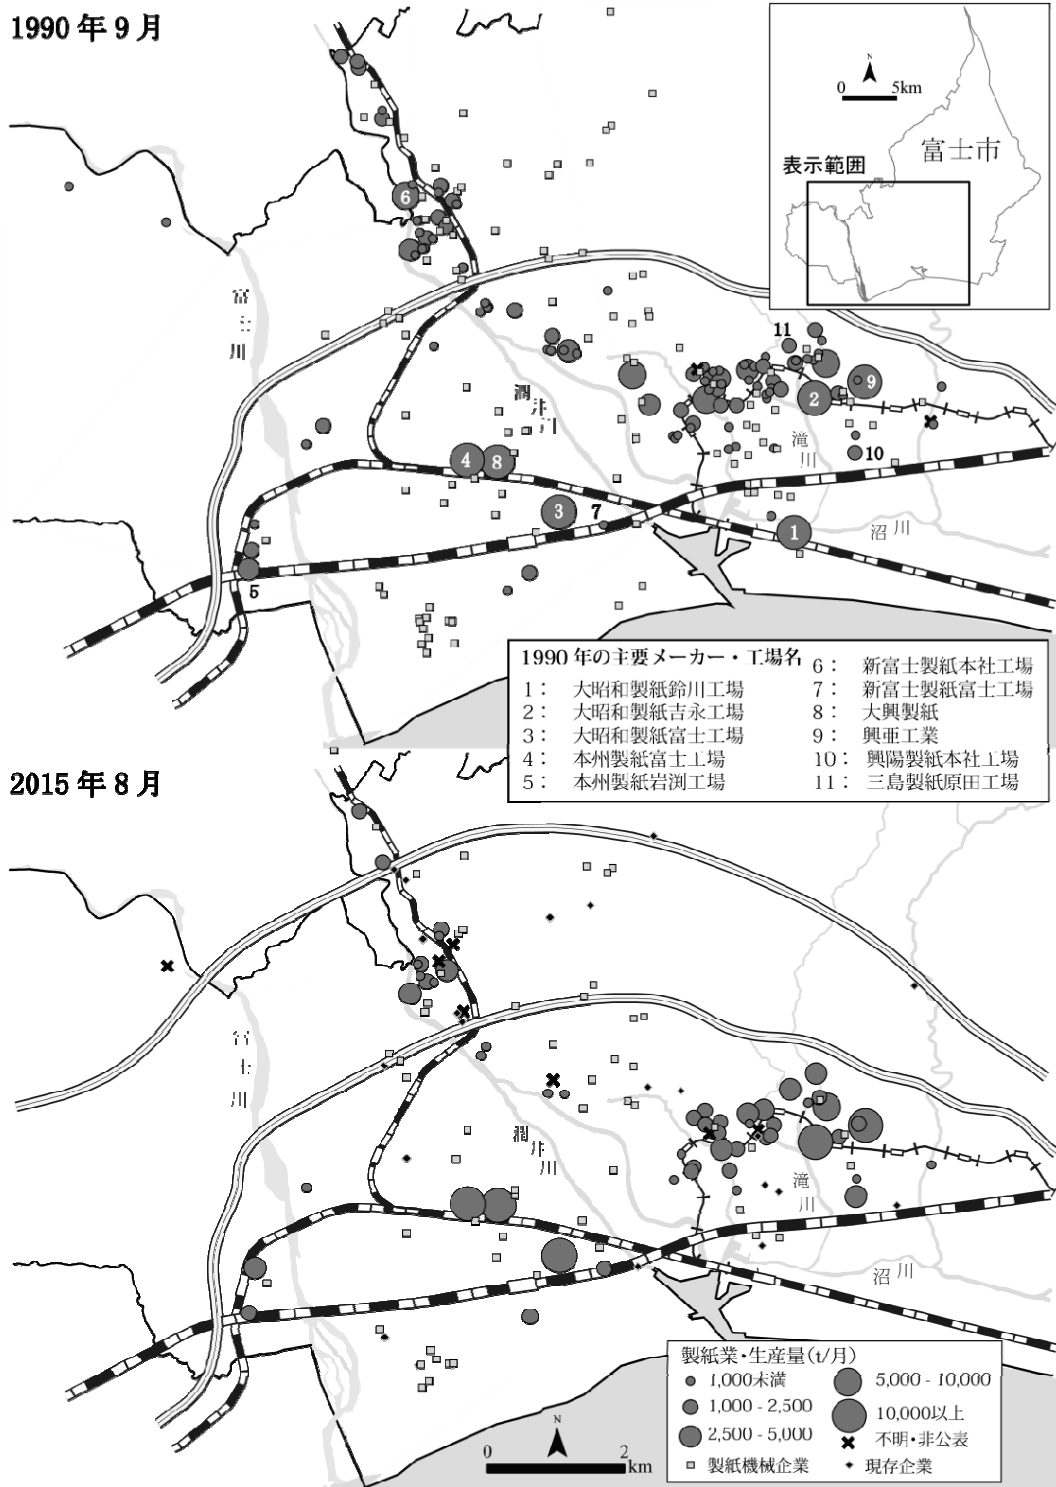 1990年9月
N
0 5km
富士市
表示範囲
富士川
潤井川
滝川
沼川
11
6
9
2
10
4
8
3
7
1
5
1990年の主要メーカー・工場名
1： 大昭和製紙鈴川工場
2： 大昭和製紙吉永工場
3： 大昭和製紙富士工場
4： 本州製紙富士工場
5： 本州製紙岩渕工場
6： 新富士製紙本社工場
7： 新富士製紙富士工場
8： 大興製紙
9： 興亜工業
10： 興陽製紙本社工場
11： 三島製紙原田工場
2015年8月
富士川
潤井川
滝川
沼川
N
0 2
km
製紙業・生産量(t/月)
1,000未満
1,000 - 2,500
2,500 - 5,000
製紙機械企業
5,000 - 10,000
10,000以上
不明・非公表
現存企業